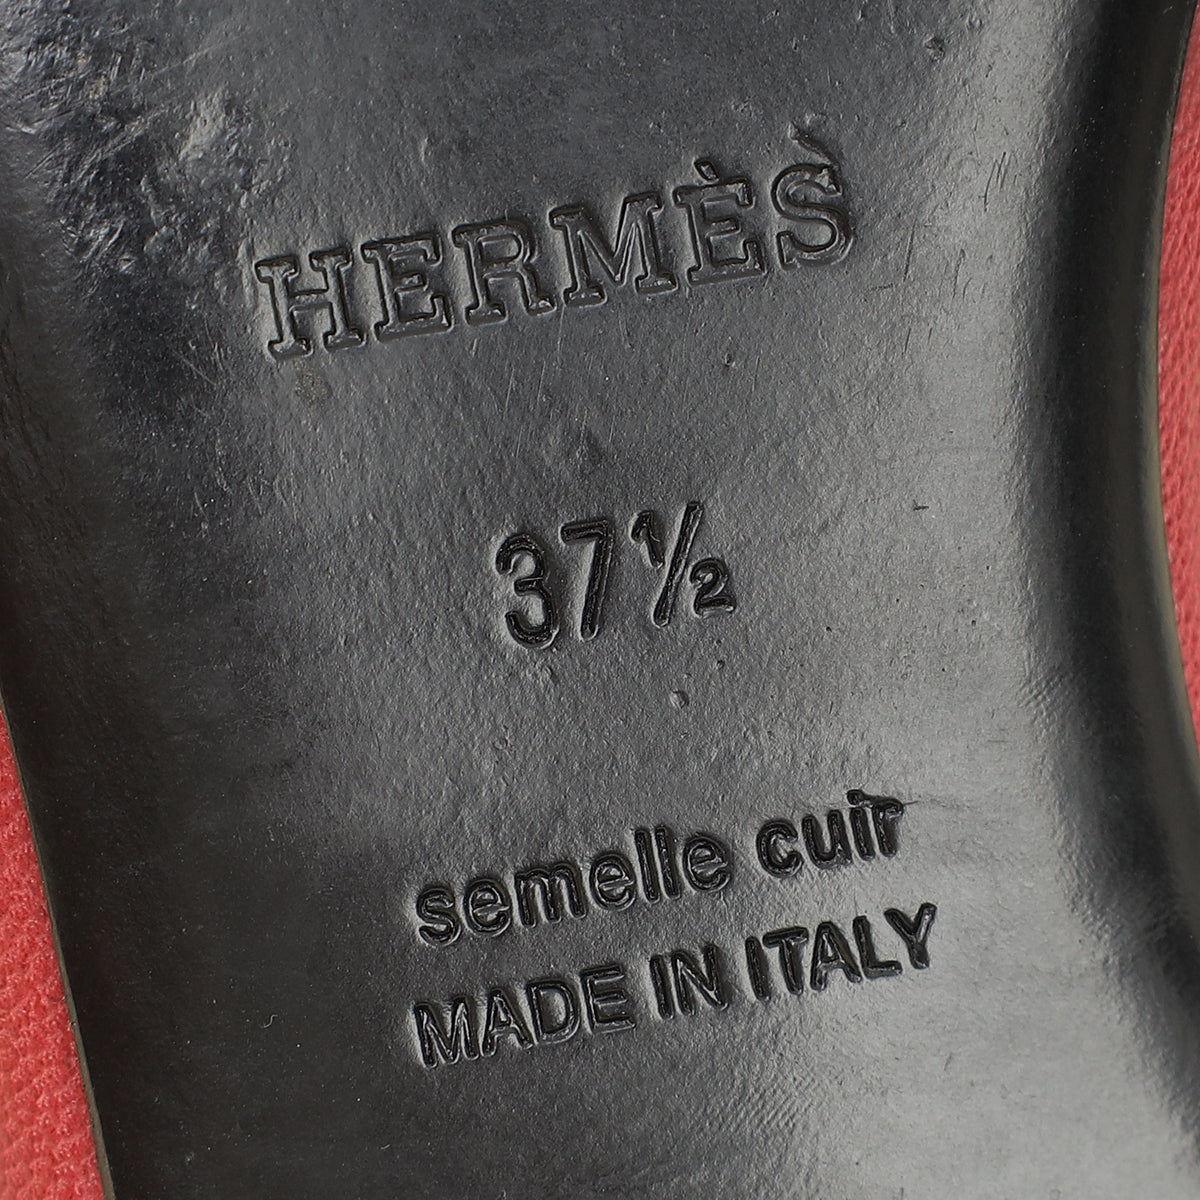 HERMÈS
37½
semelle cuir
MADE IN ITALY